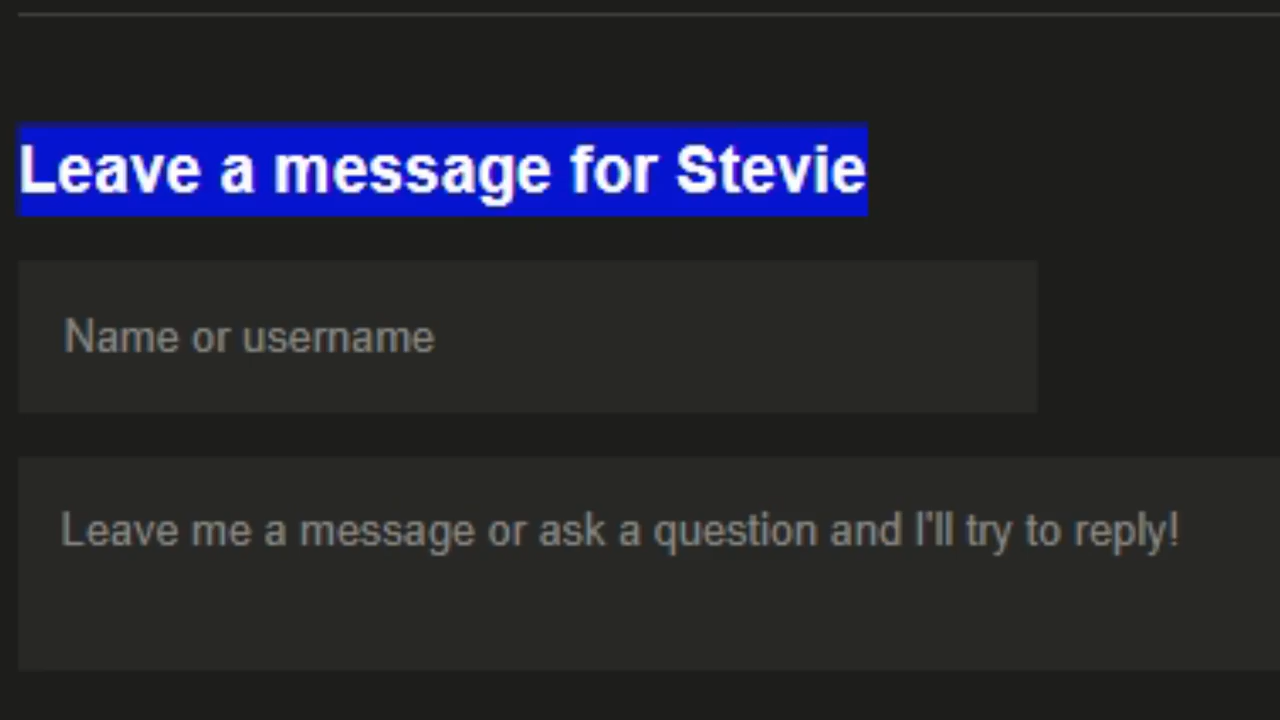 Leave a message for Stevie
Name or username
Leave me a message or ask a question and I'll try to reply!